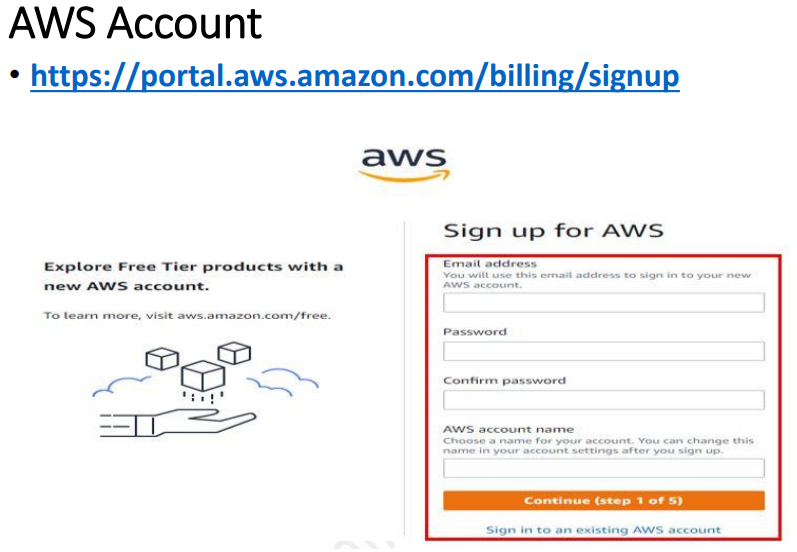 AWS Account
• https://portal.aws.amazon.com/billing/signup
aws
Explore Free Tier products with a
new AWS account.
To learn more, visit aws.amazon.com/free.
Sign up for AWS
Email address
You will use this email address to sign in to your new
AWS account.
Password
Confirm password
AWS account name
Choose a name for your account. You can change this
name in your account settings after you sign up.
Continue (step 1 of 5)
Sign in to an existing AWS account